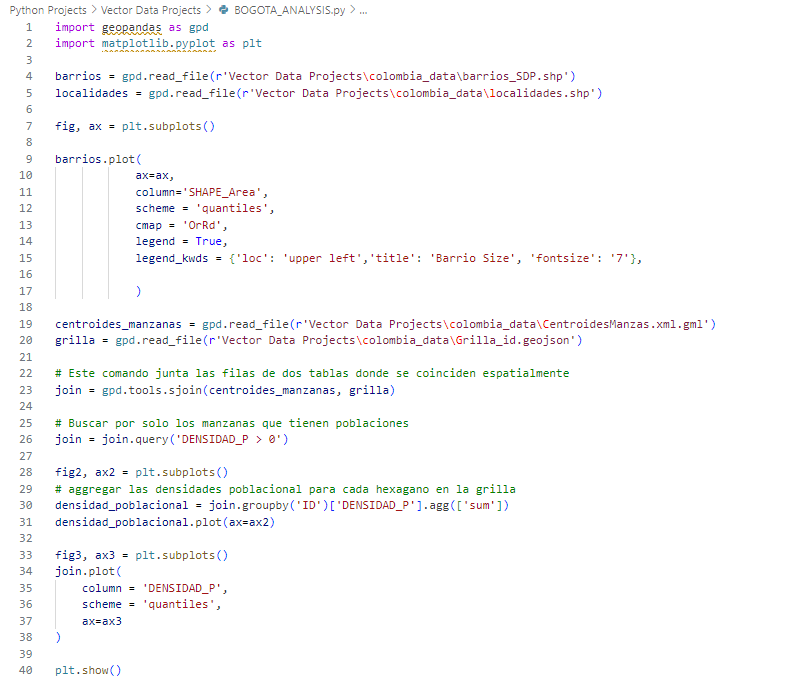 Python Projects > Vector Data Projects > BOGOTA_ANALYSIS.py > ...
1 import geopandas as gpd
2 import matplotlib.pyplot as plt
3
4 barrios = gpd.read_file(r'Vector Data Projects\colombia_data\barrios_SDP.shp')
5 localidades = gpd.read_file(r'Vector Data Projects\colombia_data\localidades.shp')
6
7 fig, ax = plt.subplots()
8
9 barrios.plot(
10 ax=ax,
11 column='SHAPE_Area',
12 scheme = 'quantiles',
13 cmap = 'OrRd',
14 legend = True,
15 legend_kwds = {'loc': 'upper left','title': 'Barrio Size', 'fontsize': '7'},
16
17 )
18
19 centroides_manzanas = gpd.read_file(r'Vector Data Projects\colombia_data\CentroidesManzas.xml.gml')
20 grilla = gpd.read_file(r'Vector Data Projects\colombia_data\Grilla_id.geojson')
21
22 # Este comando junta las filas de dos tablas donde se coinciden espatialmente
23 join = gpd.tools.sjoin(centroides_manzanas, grilla)
24
25 # Buscar por solo los manzanas que tienen poblaciones
26 join = join.query('DENSIDAD_P > 0')
27
28 fig2, ax2 = plt.subplots()
29 # aggregar las densidades poblacional para cada hexagano en la grilla
30 densidad_poblacional = join.groupby('ID')['DENSIDAD_P'].agg(['sum'])
31 densidad_poblacional.plot(ax=ax2)
32
33 fig3, ax3 = plt.subplots()
34 join.plot(
35 column = 'DENSIDAD_P',
36 scheme = 'quantiles',
37 ax=ax3
38 )
39
40 plt.show()